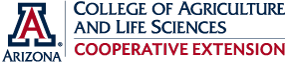 A
ARIZONA
COLLEGE OF AGRICULTURE
AND LIFE SCIENCES
COOPERATIVE EXTENSION